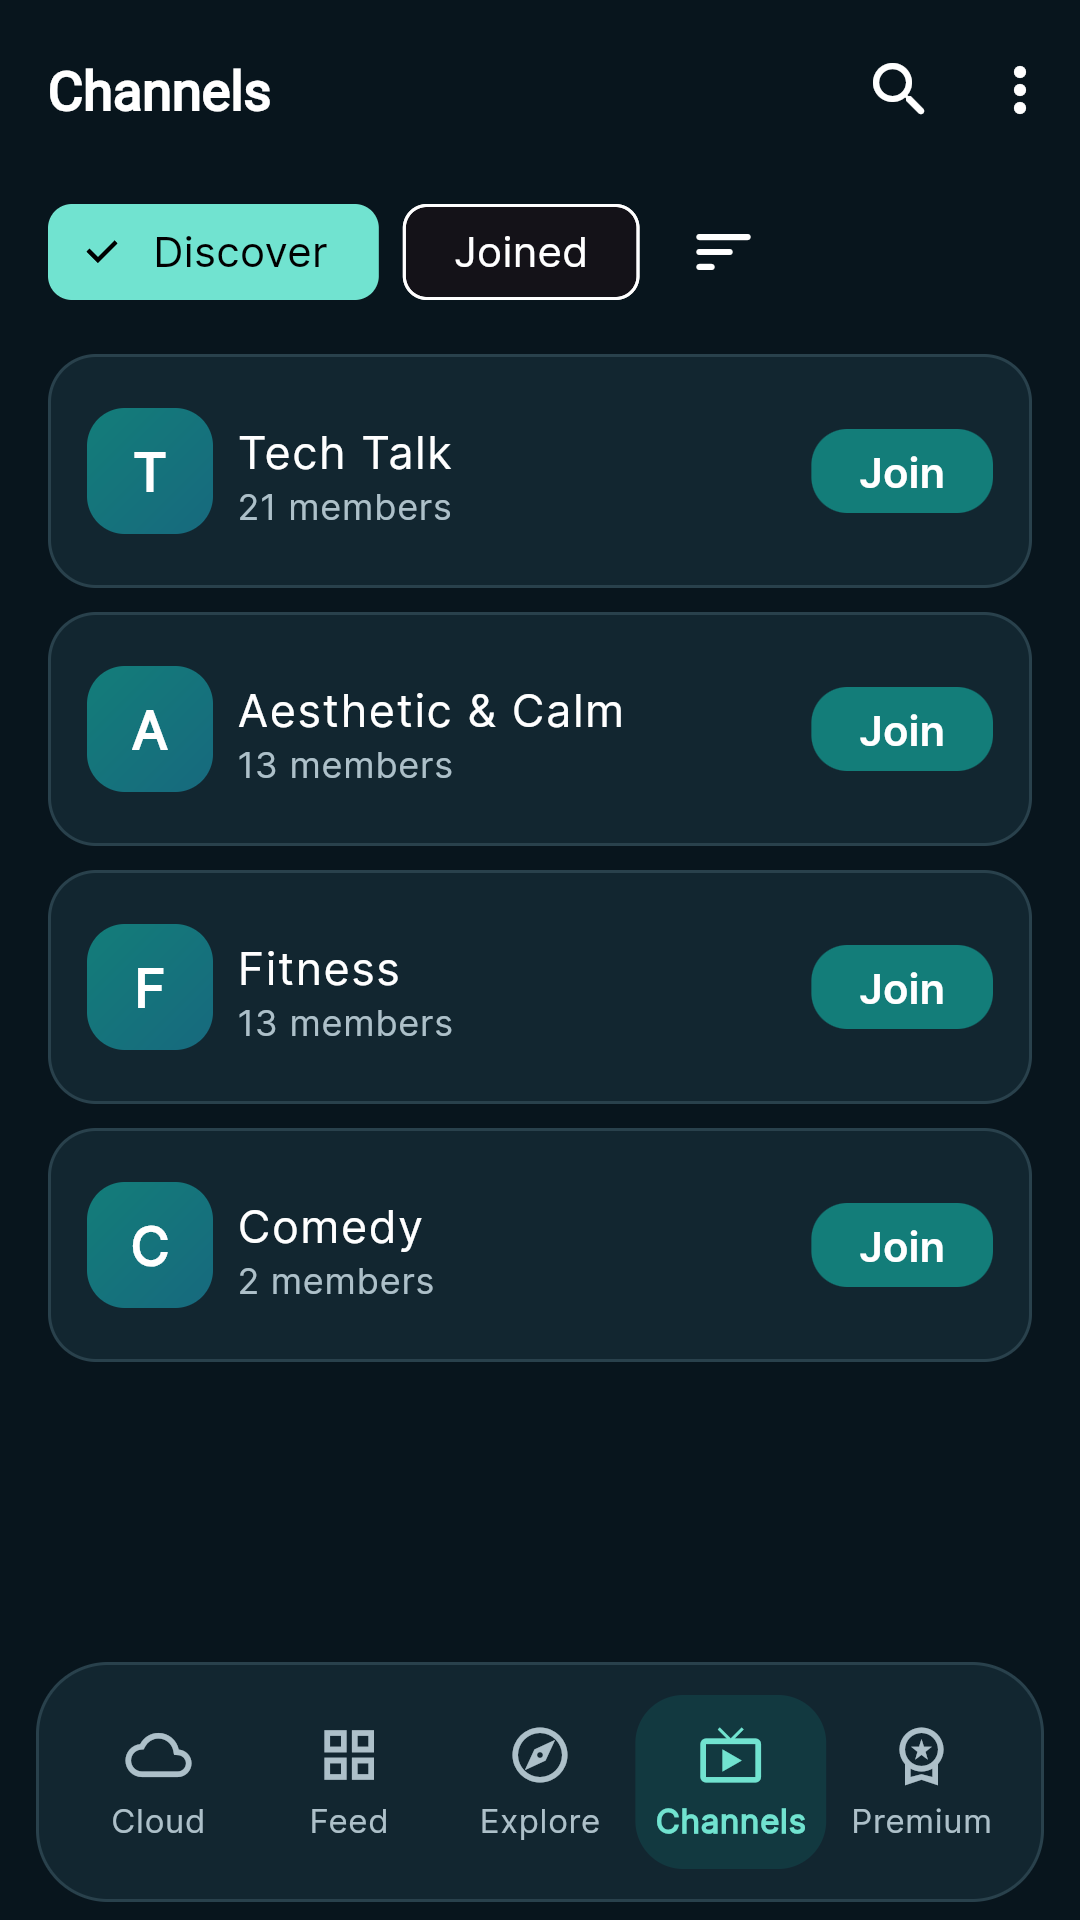 Channels
Discover
Joined
T
Tech Talk
21 members
Join
A
Aesthetic & Calm
13 members
Join
F
Fitness
13 members
Join
C
Comedy
2 members
Join
Cloud
Feed
Explore
Channels
Premium